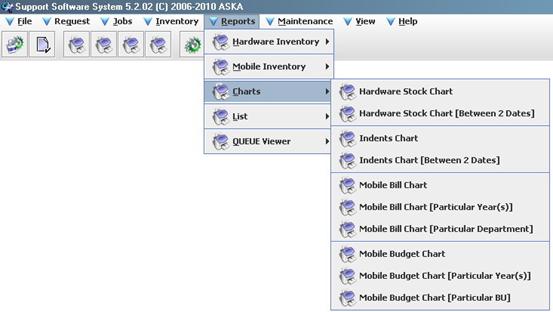 Support Software System 5.2.02 (C) 2006-2010 ASKA
File Request Jobs Inventory Reports Maintenance View Help
Hardware Inventory
Mobile Inventory
Charts
List
QUEUE Viewer
Hardware Stock Chart
Hardware Stock Chart [Between 2 Dates]
Indents Chart
Indents Chart [Between 2 Dates]
Mobile Bill Chart
Mobile Bill Chart [Particular Year(s)]
Mobile Bill Chart [Particular Department]
Mobile Budget Chart
Mobile Budget Chart [Particular Year(s)]
Mobile Budget Chart [Particular BU]